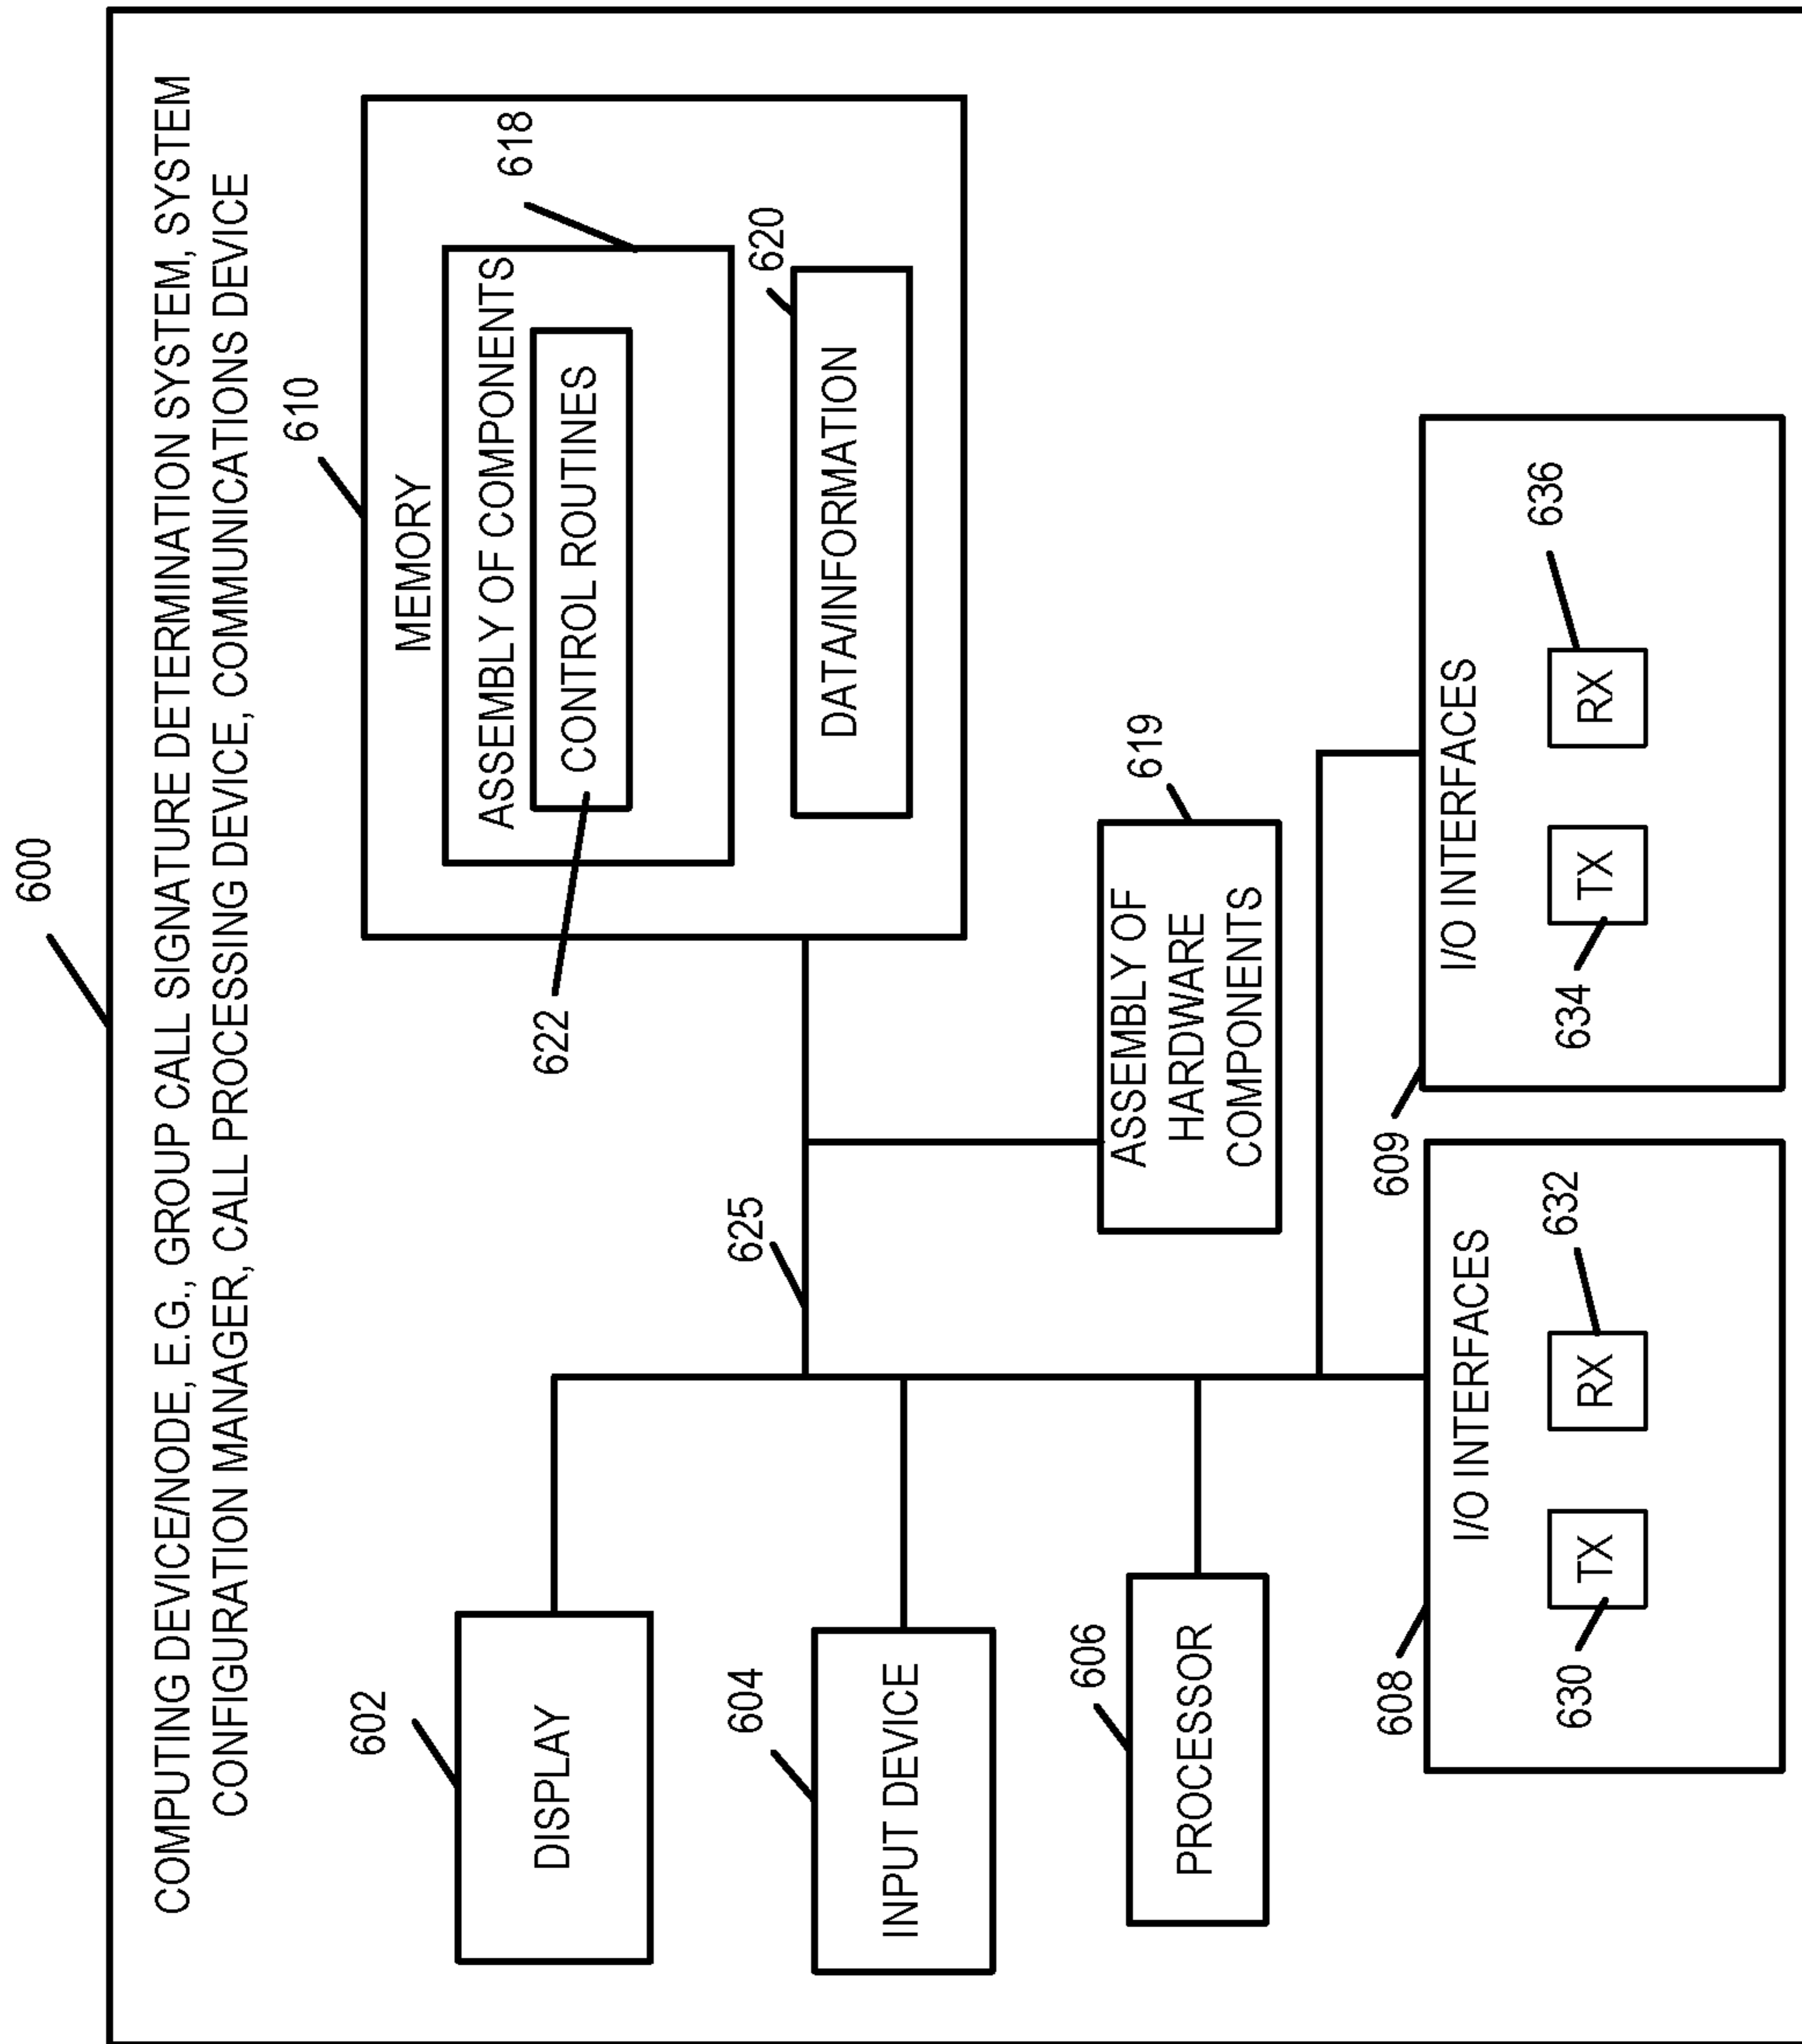 600
COMPUTING DEVICE/NODE, E.G., GROUP CALL SIGNATURE DETERMINATION SYSTEM, SYSTEM
CONFIGURATION MANAGER, CALL PROCESSING DEVICE, COMMUNICATIONS DEVICE
602
DISPLAY
604
INPUT DEVICE
606
PROCESSOR
608
I/O INTERFACES
TX
RX
630
632
625
610
MEMORY
ASSEMBLY OF COMPONENTS
618
CONTROL ROUTINES
622
620
DATA/INFORMATION
619
ASSEMBLY OF
HARDWARE
COMPONENTS
609
I/O INTERFACES
TX
RX
634
636